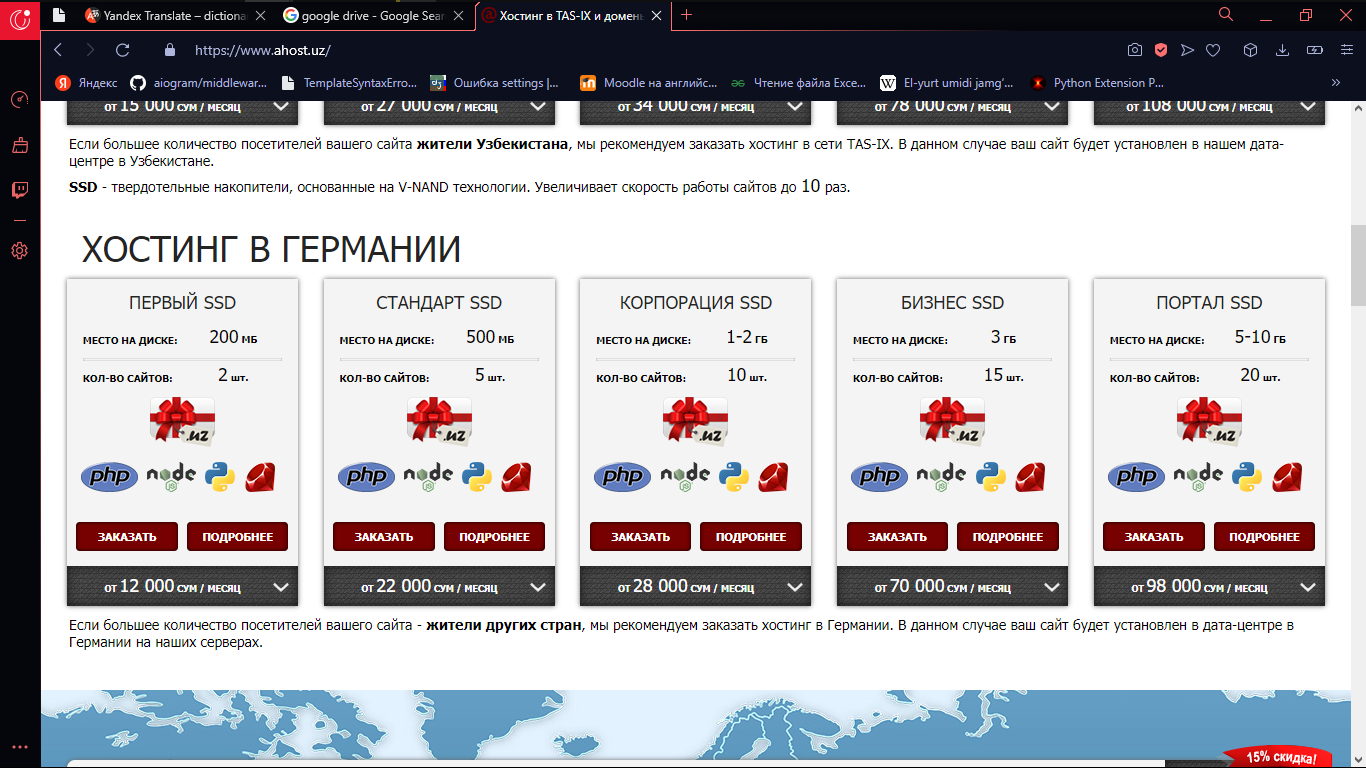 Yandex Translate – dictionar
google drive - Google Sear
Хостинг в TAS-IX и домены
https://www.ahost.uz/
Яндекс
aiogram/middlewar...
TemplateSyntaxErro...
Ошибка settings |...
Moodle на английс...
Чтение файла Exce...
El-yurt umidi jamg‘...
Python Extension P...
от 15 000 сум / месяц
от 27 000 сум / месяц
от 34 000 сум / месяц
от 78 000 сум / месяц
от 108 000 сум / месяц
Если большее количество посетителей вашего сайта жители Узбекистана, мы рекомендуем заказать хостинг в сети TAS-IX. В данном случае ваш сайт будет установлен в нашем дата-
центре в Узбекистане.
SSD - твердотельные накопители, основанные на V-NAND технологии. Увеличивает скорость работы сайтов до 10 раз.
ХОСТИНГ В ГЕРМАНИИ
ПЕРВЫЙ SSD
МЕСТО НА ДИСКЕ: 200 МБ
КОЛ-ВО САЙТОВ: 2 шт.
.uz
php node JS
ЗАКАЗАТЬ ПОДРОБНЕЕ
от 12 000 сум / месяц
СТАНДАРТ SSD
МЕСТО НА ДИСКЕ: 500 МБ
КОЛ-ВО САЙТОВ: 5 шт.
.uz
php node JS
ЗАКАЗАТЬ ПОДРОБНЕЕ
от 22 000 сум / месяц
КОРПОРАЦИЯ SSD
МЕСТО НА ДИСКЕ: 1-2 ГБ
КОЛ-ВО САЙТОВ: 10 шт.
.uz
php node JS
ЗАКАЗАТЬ ПОДРОБНЕЕ
от 28 000 сум / месяц
БИЗНЕС SSD
МЕСТО НА ДИСКЕ: 3 ГБ
КОЛ-ВО САЙТОВ: 15 шт.
.uz
php node JS
ЗАКАЗАТЬ ПОДРОБНЕЕ
от 70 000 сум / месяц
ПОРТАЛ SSD
МЕСТО НА ДИСКЕ: 5-10 ГБ
КОЛ-ВО САЙТОВ: 20 шт.
.uz
php node JS
ЗАКАЗАТЬ ПОДРОБНЕЕ
от 98 000 сум / месяц
Если большее количество посетителей вашего сайта - жители других стран, мы рекомендуем заказать хостинг в Германии. В данном случае ваш сайт будет установлен в дата-центре в
Германии на наших серверах.
15% скидка!